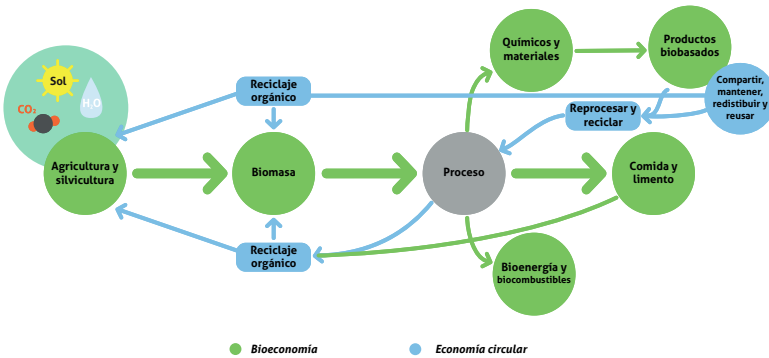 Sol
H₂O
CO₂
Agricultura y
silvicultura
Reciclaje
orgánico
Biomasa
Reciclaje
orgánico
Proceso
Químicos y
materiales
Productos
biobasados
Compartir,
mantener,
redistibuir y
reusar
Reprocesar y
reciclar
Comida y
limento
Bioenergía y
biocombustibles
Bioeconomía
Economía circular